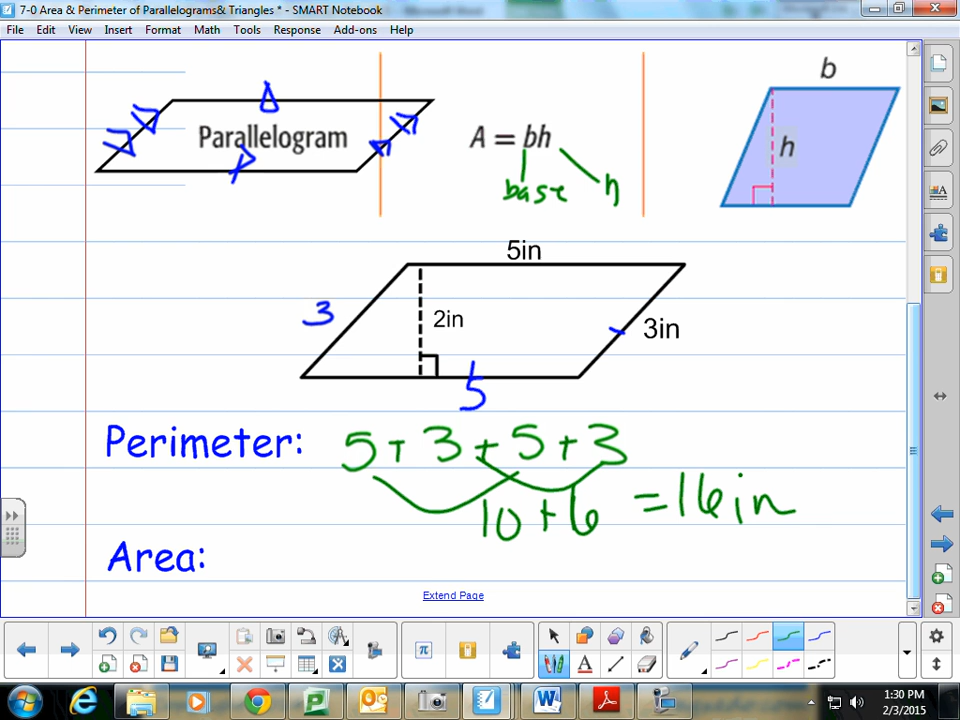 7-0 Area & Perimeter of Parallelograms& Triangles * - SMART Notebook
File Edit View Insert Format Math Tools Response Add-ons Help
b
Parallelogram A = bh h
base h
5in
3 2in 3in
5
Perimeter: 5 + 3 + 5 + 3
10 + 6 = 16 in
Area:
Extend Page
1:30 PM
2/3/2015